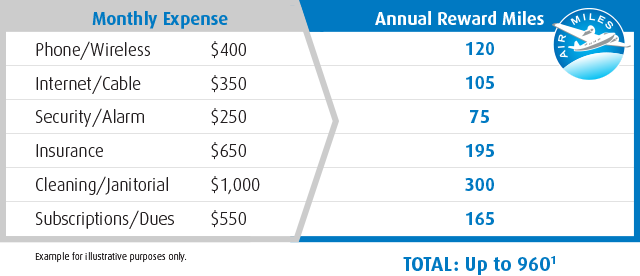 Monthly Expense Annual Reward Miles
AIR MILES
Phone/Wireless $400 120
Internet/Cable $350 105
Security/Alarm $250 75
Insurance $650 195
Cleaning/Janitorial $1,000 300
Subscriptions/Dues $550 165
Example for illustrative purposes only.
TOTAL: Up to 960¹